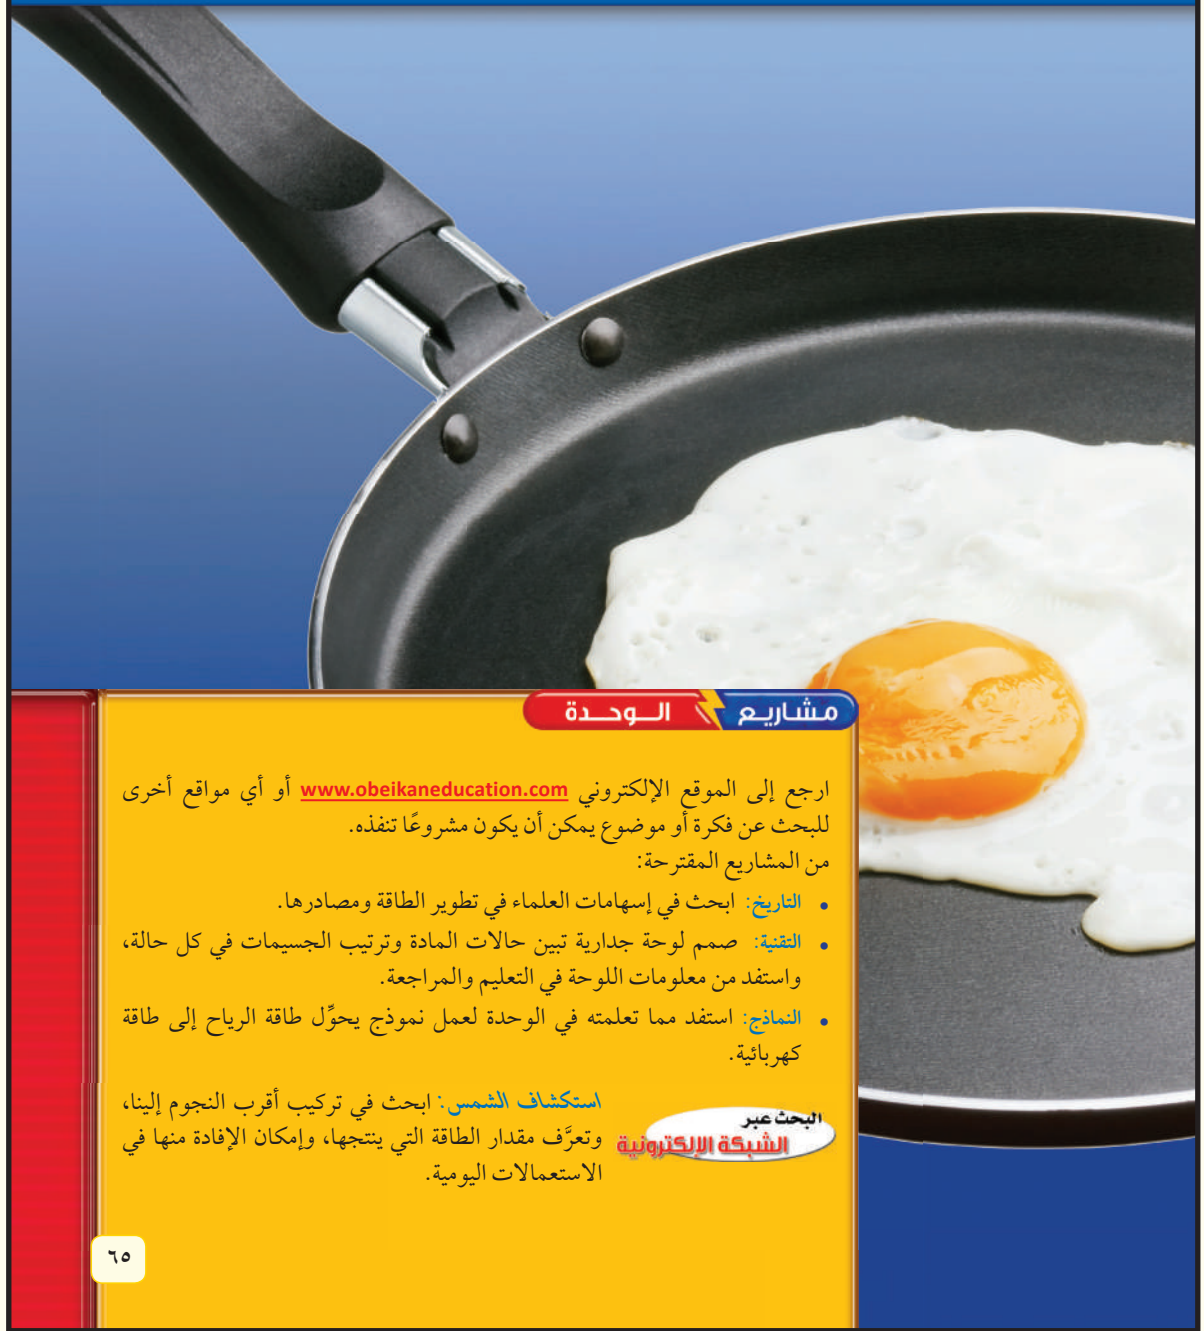 مشاريع الوحدة
ارجع إلى الموقع الإلكتروني www.obeikaneducation.com أو أي مواقع أخرى
للبحث عن فكرة أو موضوع يمكن أن يكون مشروعًا تنفذه.
من المشاريع المقترحة:
• التاريخ: ابحث في إسهامات العلماء في تطوير الطاقة ومصادرها.
• التقنية: صمم لوحة جدارية تبين حالات المادة وترتيب الجسيمات في كل حالة،
واستفد من معلومات اللوحة في التعليم والمراجعة.
• النماذج: استفد مما تعلمته في الوحدة لعمل نموذج يحوِّل طاقة الرياح إلى طاقة
كهربائية.
البحث عبر
الشبكة الإلكترونية
استكشاف الشمس: ابحث في تركيب أقرب النجوم إلينا،
وتعرَّف مقدار الطاقة التي ينتجها، وإمكان الإفادة منها في
الاستعمالات اليومية.
٦٥